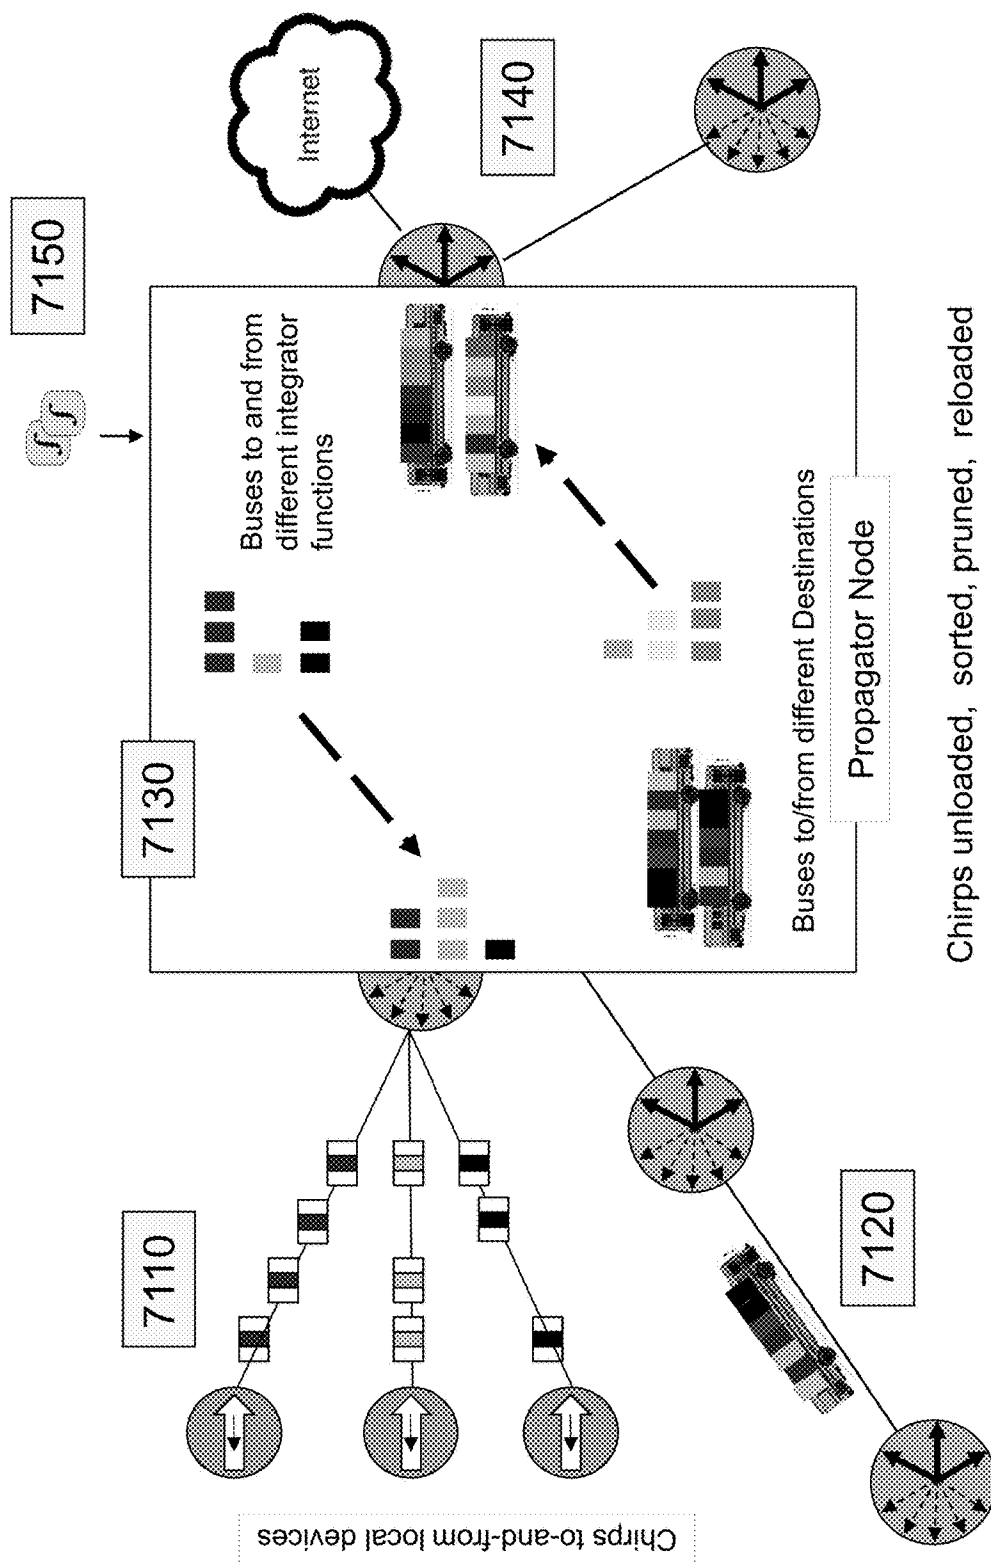 7150
Internet
7140
7130
Buses to and from
different integrator
functions
7110
Chirps to-and-from local devices
7120
Buses to/from different Destinations
Propagator Node
Chirps unloaded, sorted, pruned, reloaded
∫∫